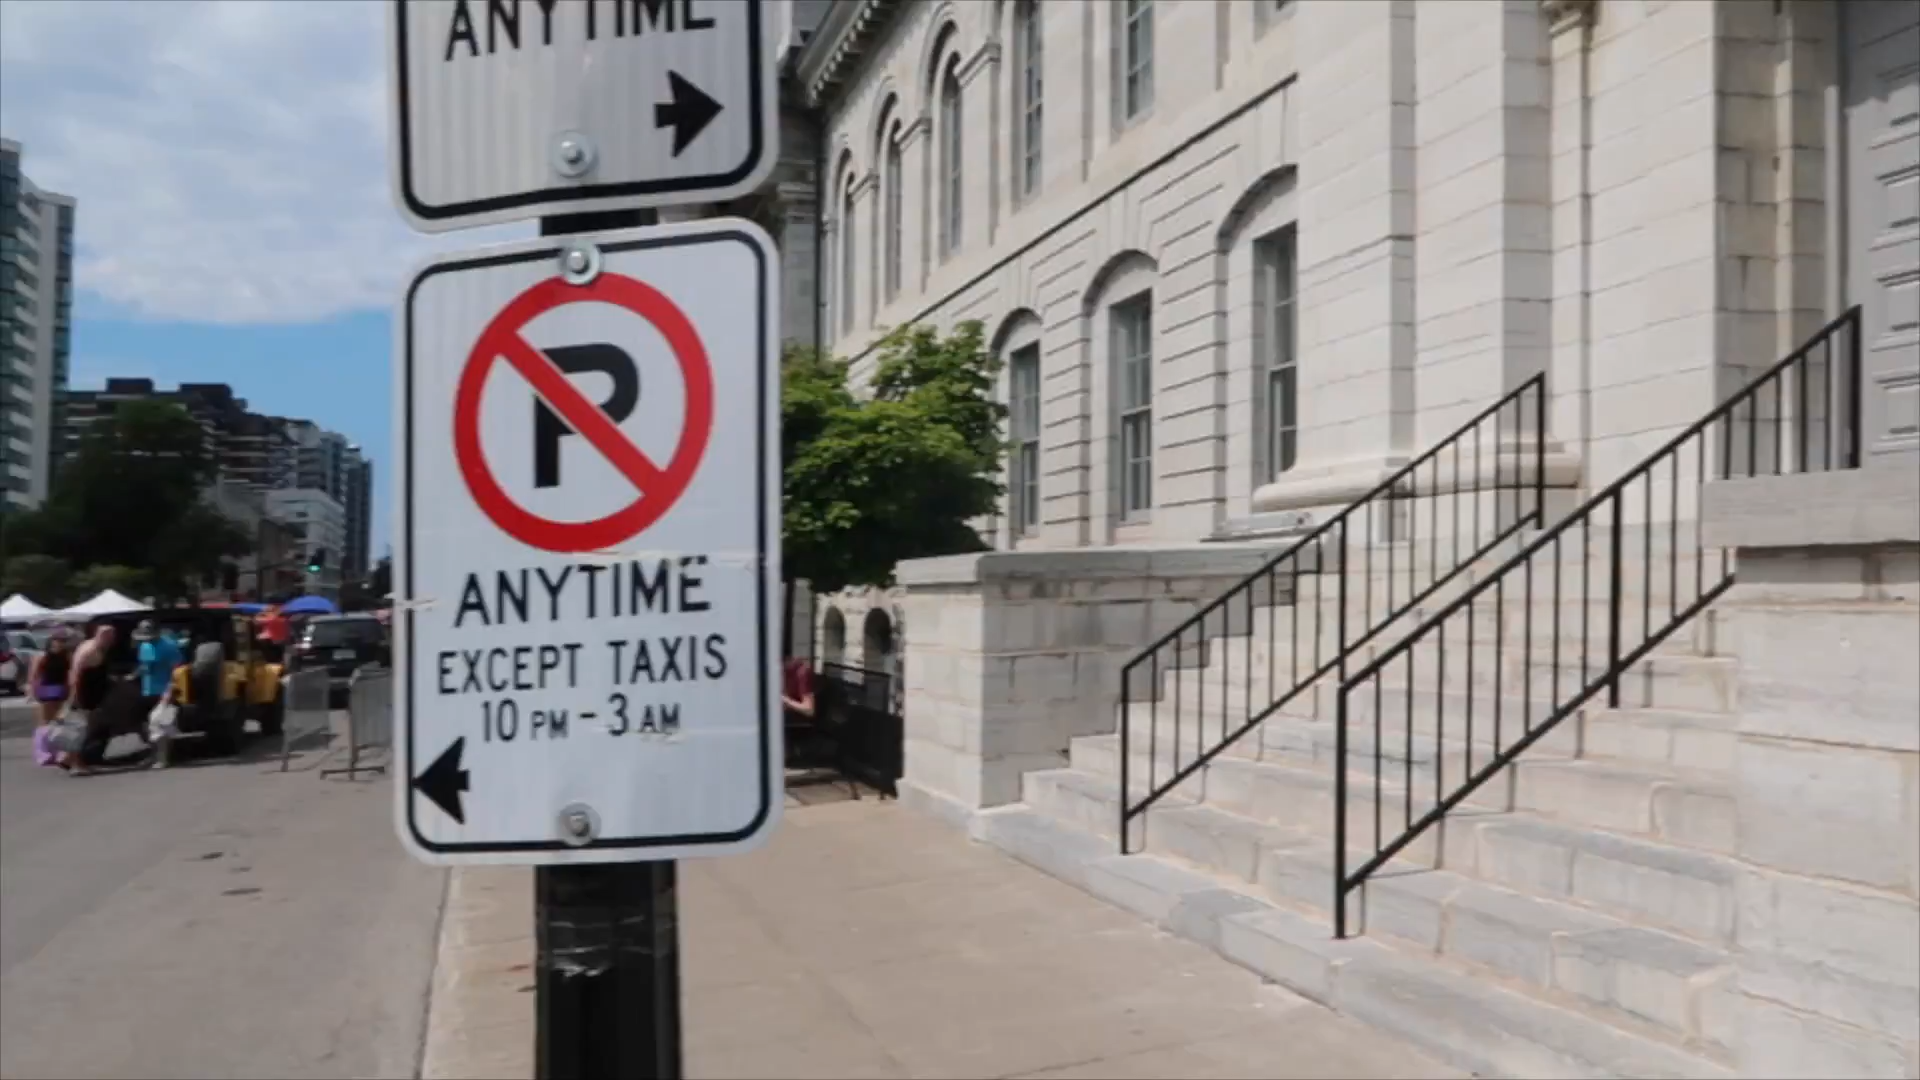 ANYTIME
P
ANYTIME
EXCEPT TAXIS
10 PM - 3 AM